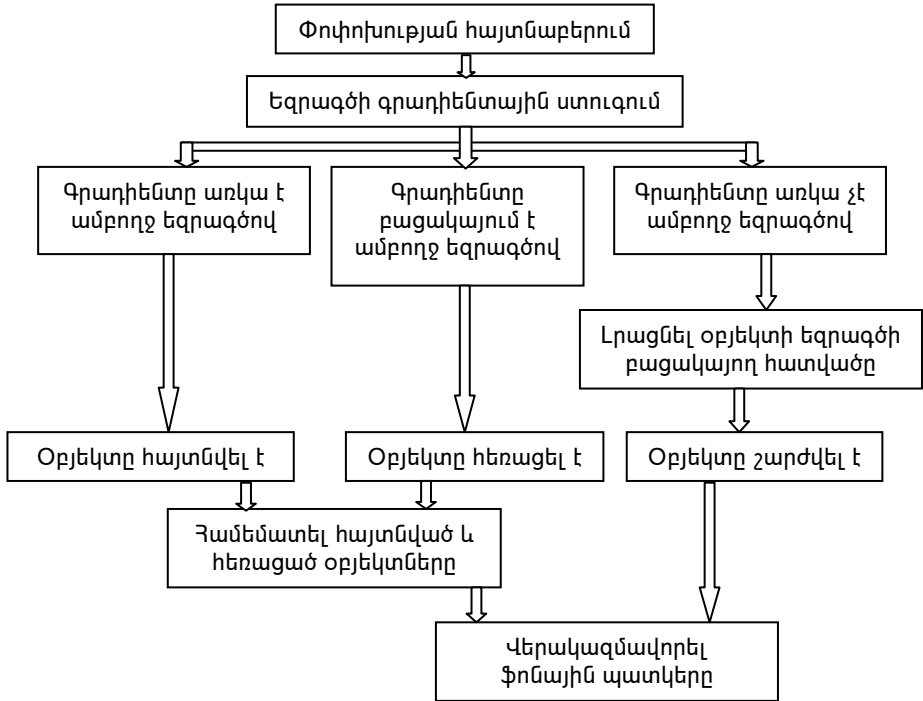 Փոփոխության հայտնաբերում
Եզրագծի գրադիենտային ստուգում
Գրադիենտը առկա է
ամբողջ եզրագծով
Գրադիենտը
բացակայում է
ամբողջ եզրագծով
Գրադիենտը առկա չէ
ամբողջ եզրագծով
Լրացնել օբյեկտի եզրագծի
բացակայող հատվածը
Օբյեկտը հայտնվել է
Օբյեկտը հեռացել է
Օբյեկտը շարժվել է
Համեմատել հայտնված և
հեռացած օբյեկտները
Վերակազմավորել
ֆոնային պատկերը